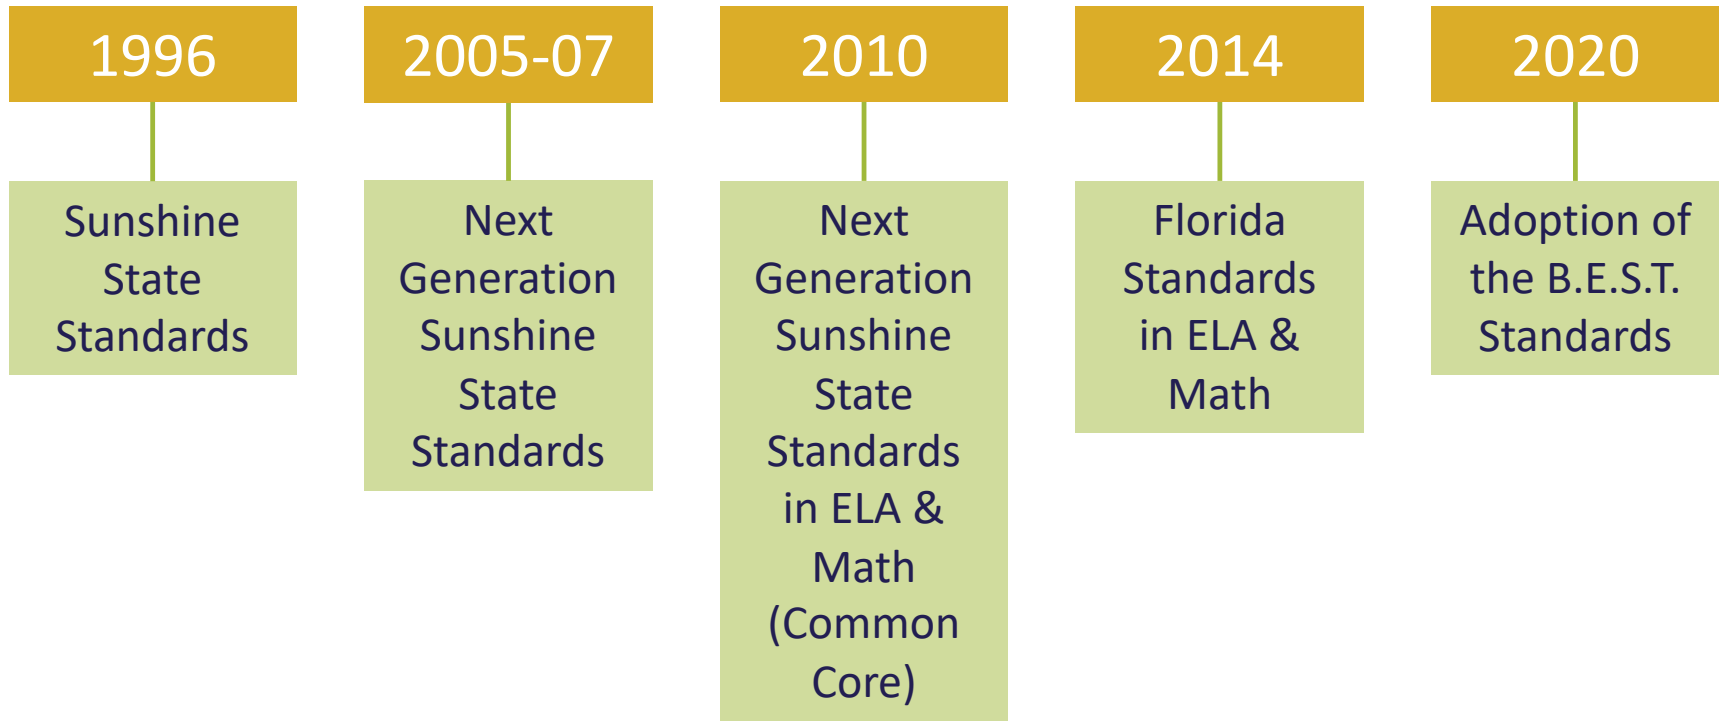 1996
Sunshine
State
Standards
2005-07
Next
Generation
Sunshine
State
Standards
2010
Next
Generation
Sunshine
State
Standards
in ELA &
Math
(Common
Core)
2014
Florida
Standards
in ELA &
Math
2020
Adoption of
the B.E.S.T.
Standards